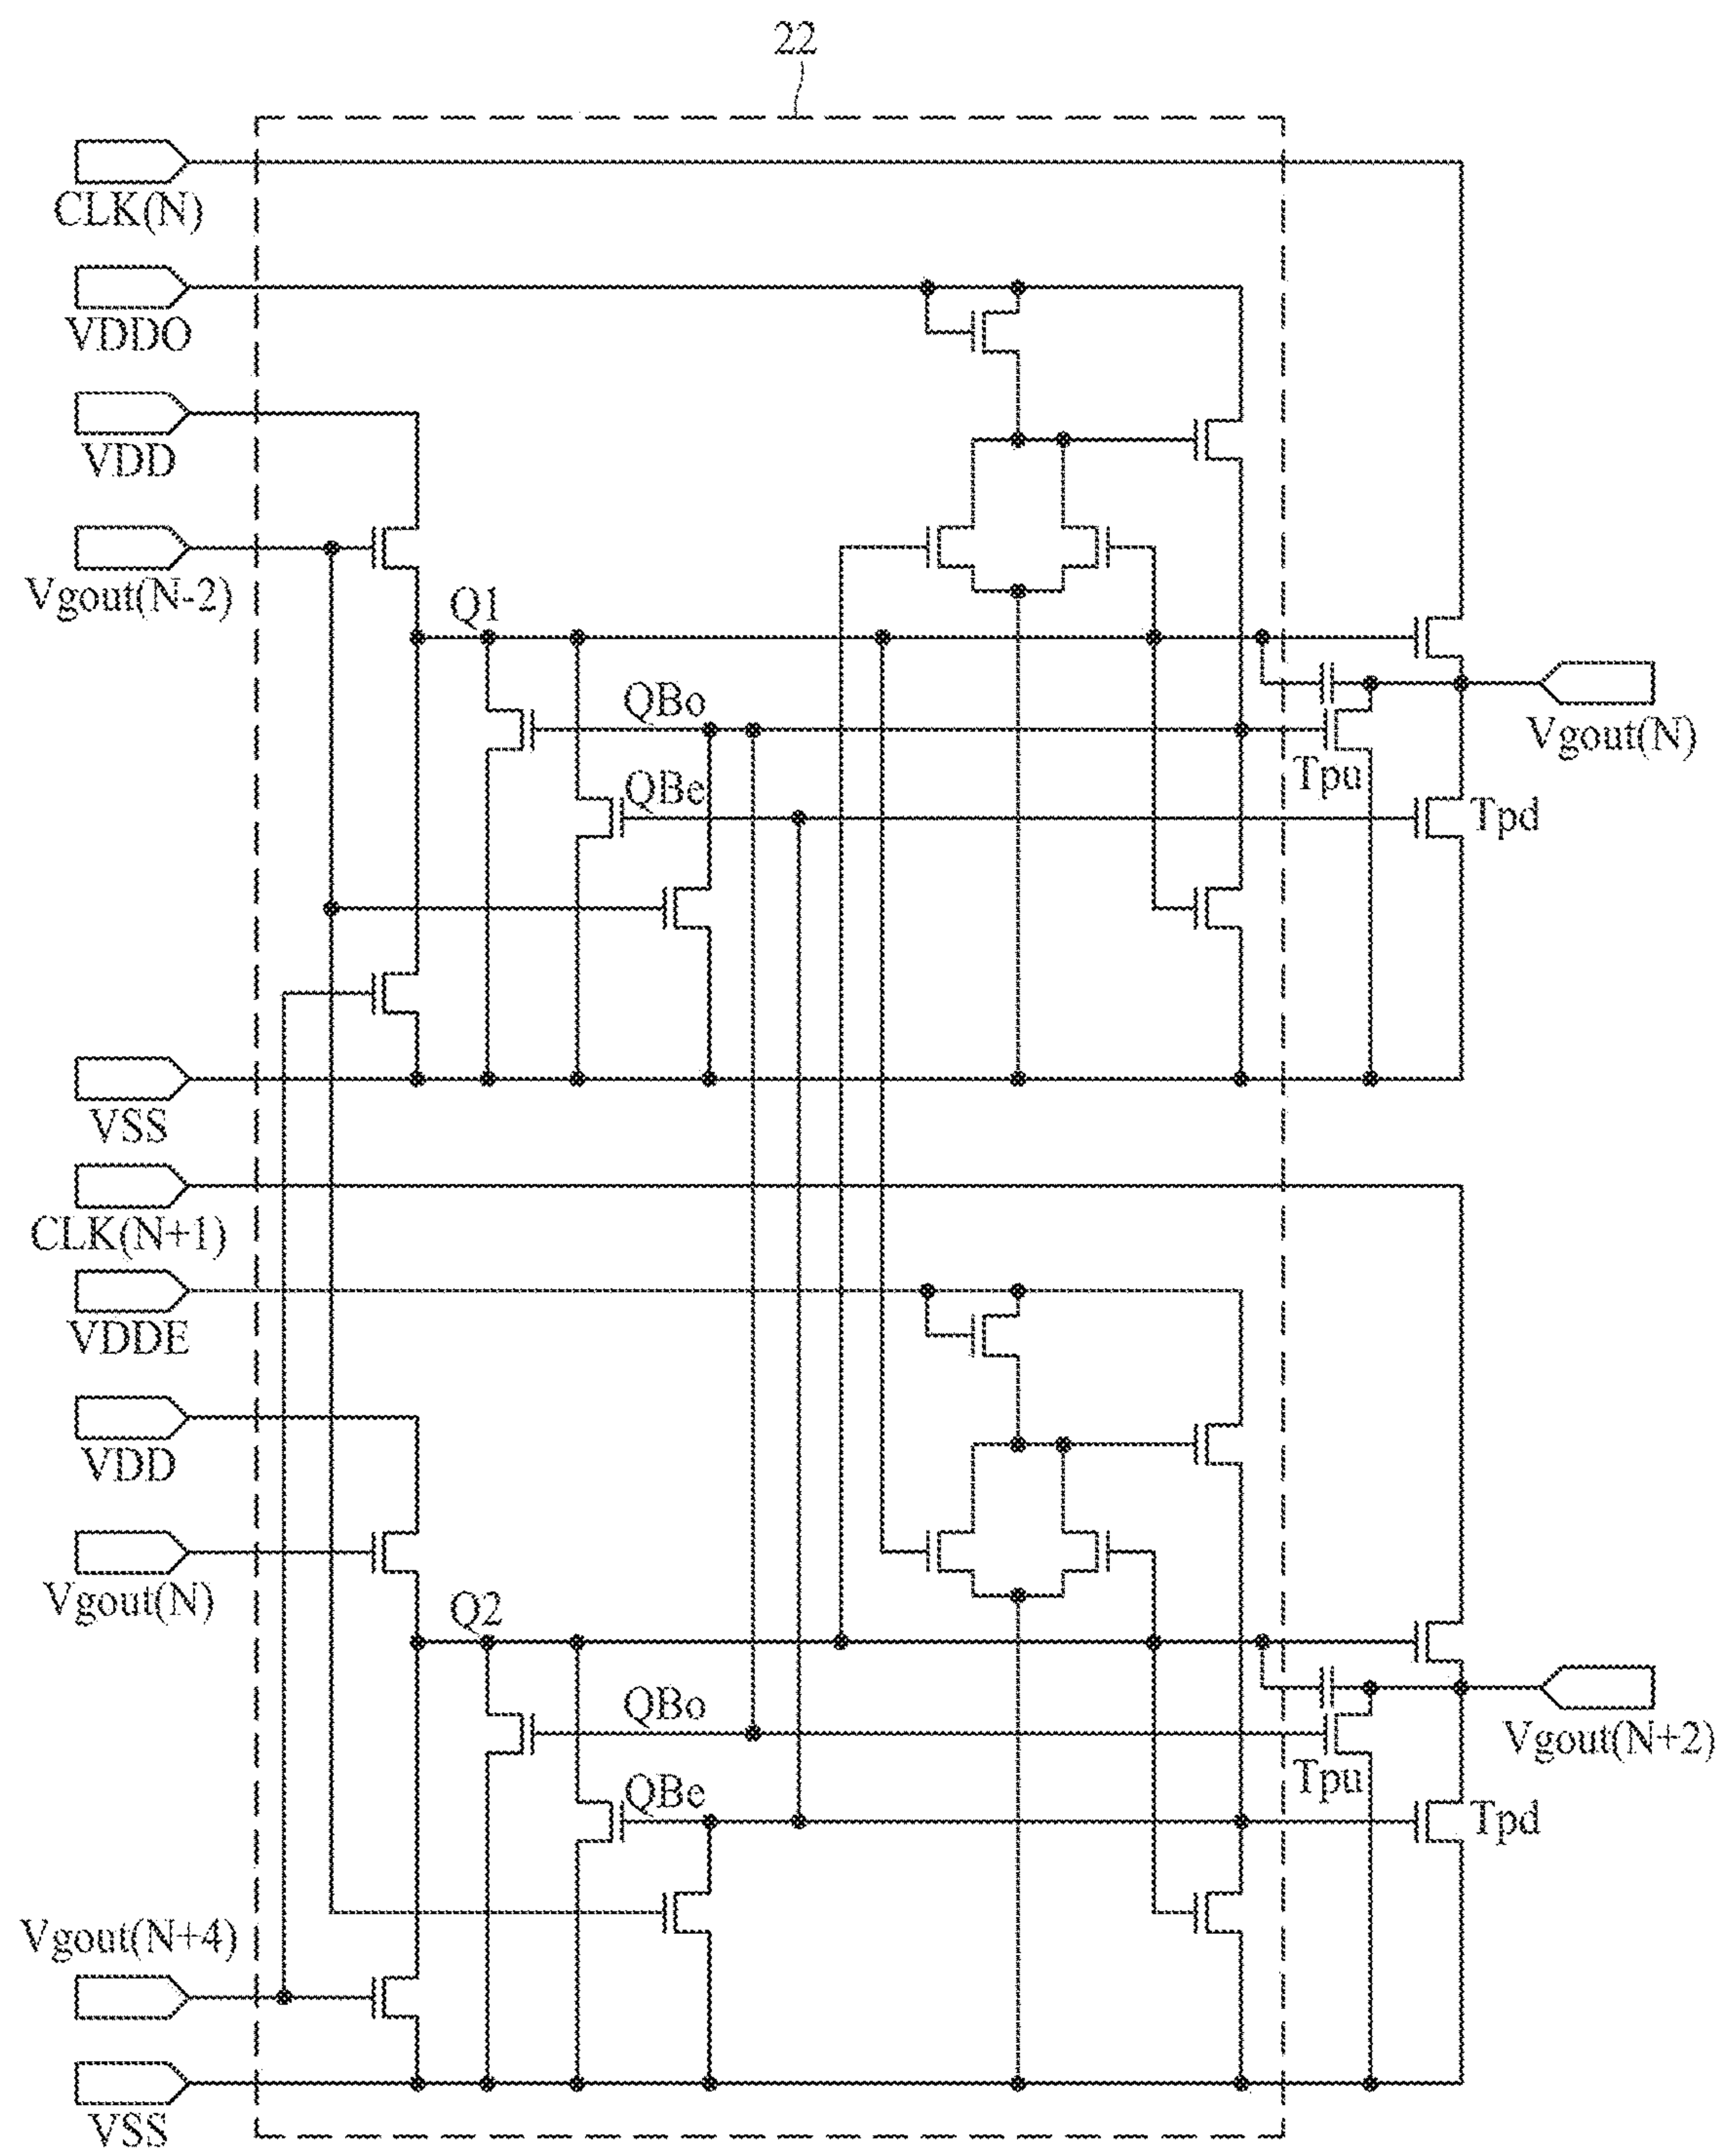 22
CLK(N)
VDDO
VDD
Vgout(N-2)
Q1
QBo
Vgout(N)
Tpu
QBe
Tpd
VSS
CLK(N+1)
VDDE
VDD
Vgout(N)
Q2
QBo
Vgout(N+2)
Tpu
QBe
Tpd
Vgout(N+4)
VSS